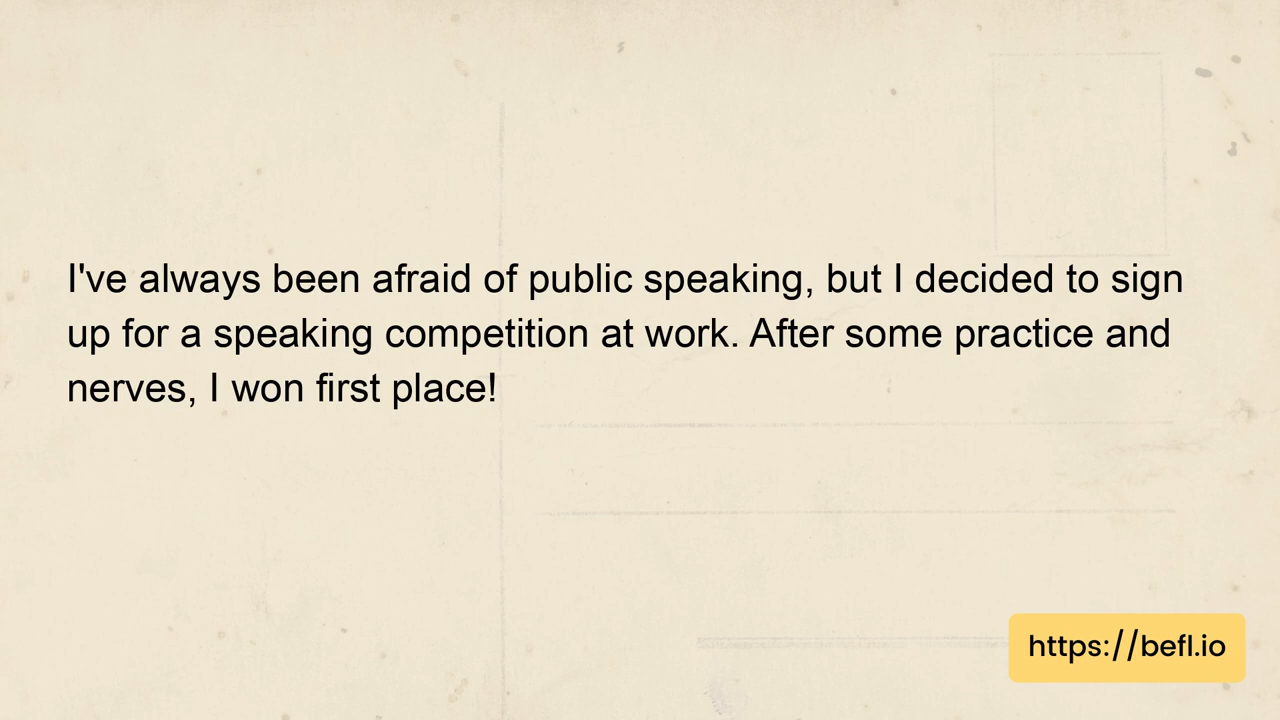 I've always been afraid of public speaking, but I decided to sign
up for a speaking competition at work. After some practice and
nerves, I won first place!
https://befl.io